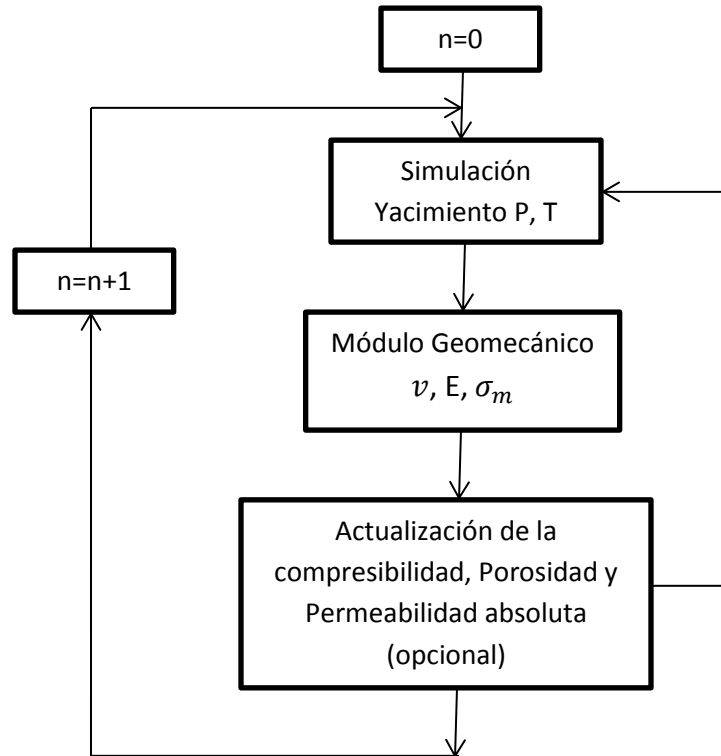 n=0
Simulación
Yacimiento P, T
n=n+1
Módulo Geomecánico
𝑣, E, 𝜎𝑚
Actualización de la
compresibilidad, Porosidad y
Permeabilidad absoluta
(opcional)